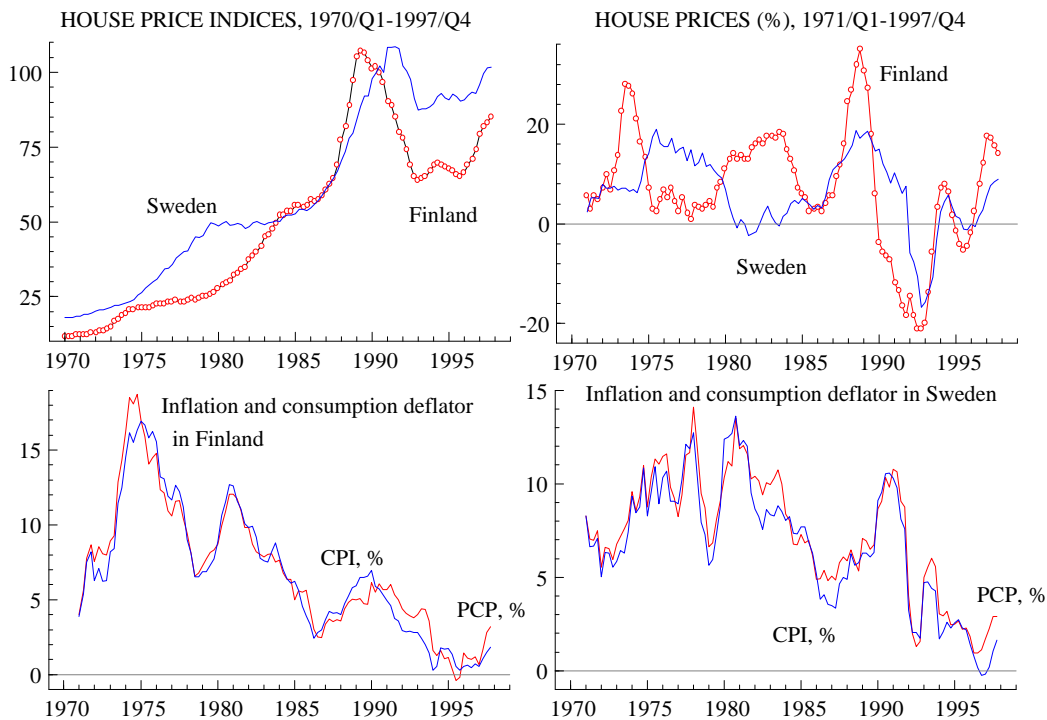 HOUSE PRICE INDICES, 1970/Q1-1997/Q4
100
75
50
25
Sweden
Finland
1970 1975 1980 1985 1990 1995
HOUSE PRICES (%), 1971/Q1-1997/Q4
20
0
-20
Finland
Sweden
1970 1975 1980 1985 1990 1995
Inflation and consumption deflator
in Finland
15
10
5
0
CPI, %
PCP, %
1970 1975 1980 1985 1990 1995
Inflation and consumption deflator in Sweden
15
10
5
0
PCP, %
CPI, %
1970 1975 1980 1985 1990 1995